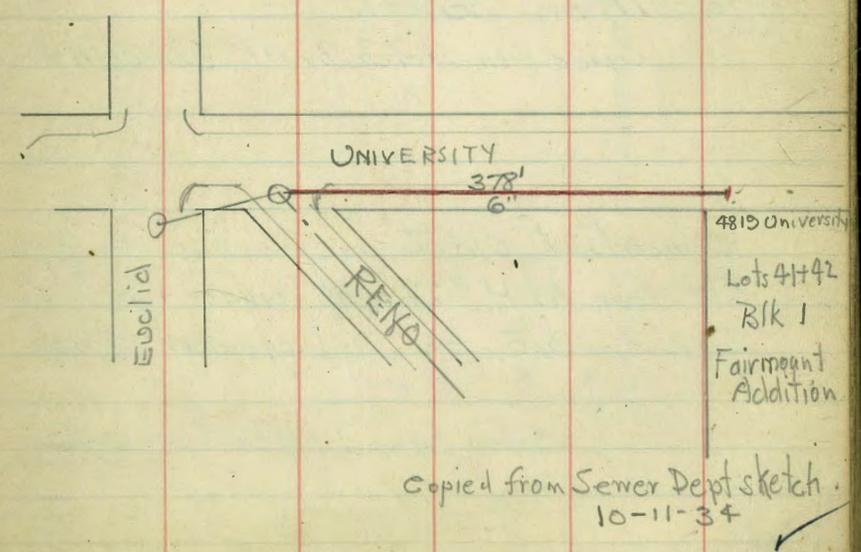 UNIVERSITY
378'
6"
4819 University
Euclid
RENO
Lots 41+42
Blk 1
Fairmount
Addition
Copied from Sewer Dept sketch.
10-11-34